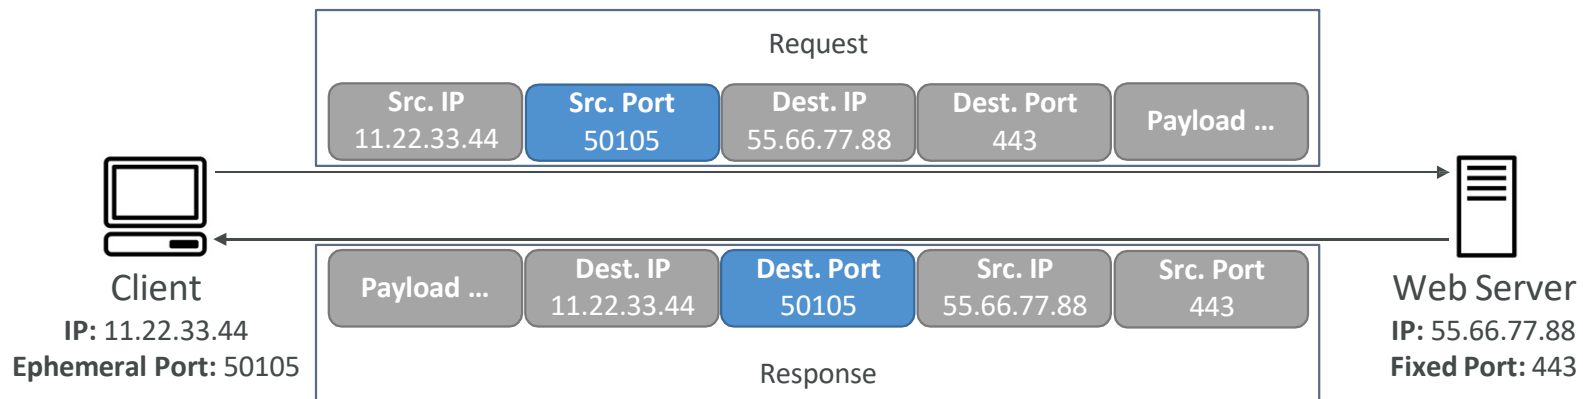 Request
Src. IP
11.22.33.44
Src. Port
50105
Dest. IP
55.66.77.88
Dest. Port
443
Payload ...
Client
IP: 11.22.33.44
Ephemeral Port: 50105
Payload ...
Dest. IP
11.22.33.44
Dest. Port
50105
Src. IP
55.66.77.88
Src. Port
443
Response
Web Server
IP: 55.66.77.88
Fixed Port: 443